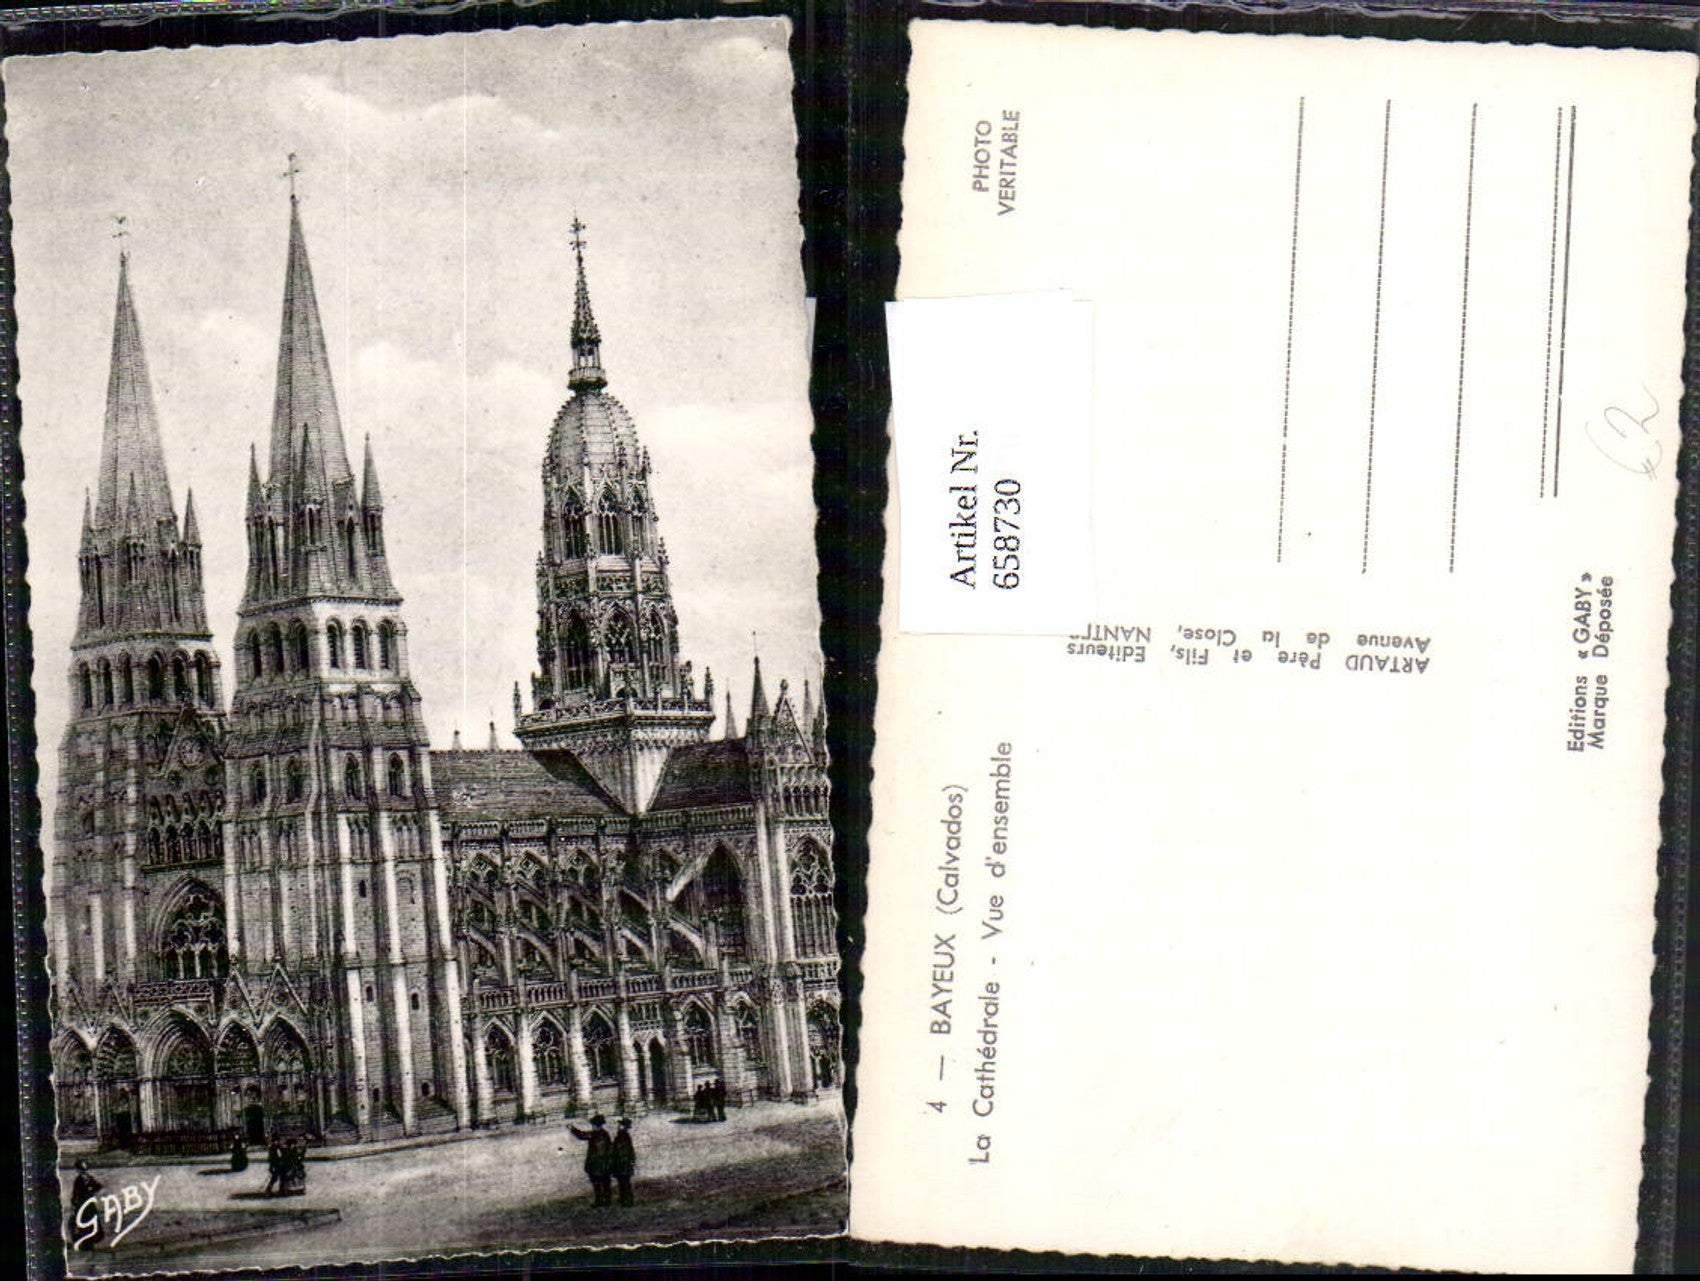 GABY
PHOTO
VERITABLE
Artikel Nr.
6588730
4 — BAYEUX (Calvados)
La Cathédrale - Vue d'ensemble
ARTAUD Père et Fils, Editeurs
Avenue de la Close, NANTES
Editions « GABY »
Marque Déposée